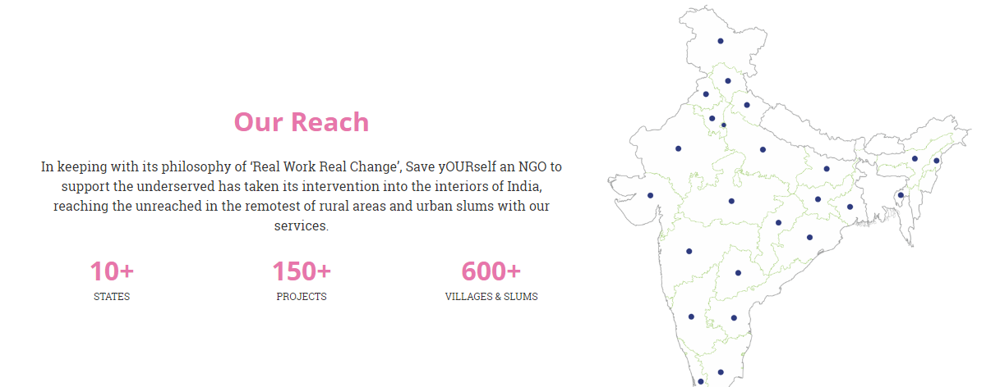 Our Reach
In keeping with its philosophy of ‘Real Work Real Change’, Save yOURself an NGO to
support the underserved has taken its intervention into the interiors of India,
reaching the unreached in the remotest of rural areas and urban slums with our
services.
10+ 150+ 600+
STATES PROJECTS VILLAGES & SLUMS